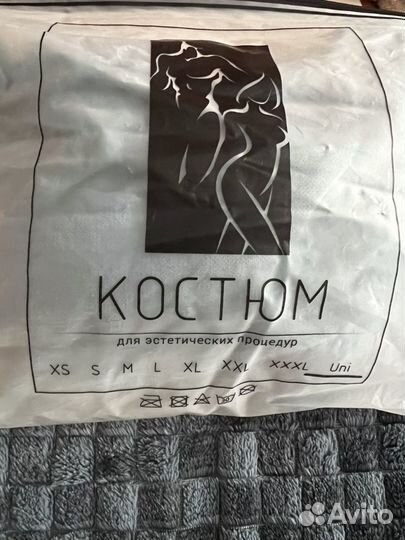 КОСТЮМ
для эстетических процедур
XS S M L XL XXL XXXL Uni
Avito